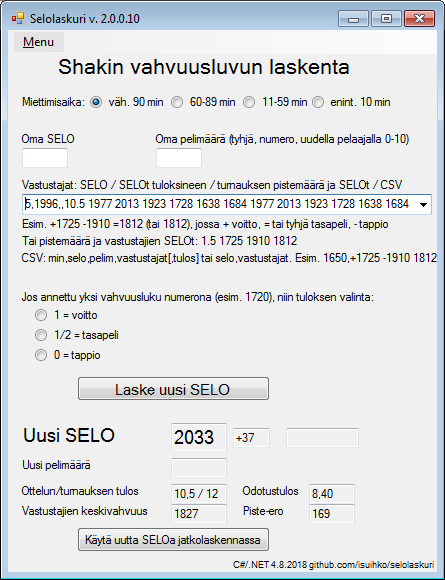 Selolaskuri v. 2.0.0.10
Menu
Shakin vahvuusluvun laskenta
Miettimisaika: väh. 90 min 60-89 min 11-59 min enint. 10 min
Oma SELO Oma pelimäärä (tyhjä, numero, uudella pelaajalla 0-10)
Vastustajat: SELO / SELOt tuloksineen / turnauksen pistemäärä ja SELOt / CSV
5,1996,,10.5 1977 2013 1923 1728 1638 1684 1977 2013 1923 1728 1638 1684
Esim. +1725 -1910 =1812 (tai 1812), jossa + voitto, = tai tyhjä tasapeli, - tappio
Tai pistemäärä ja vastustajien SELOt: 1.5 1725 1910 1812
CSV: min,selo,pelim,vastustajat[,tulos] tai selo,vastustajat. Esim. 1650,+1725 -1910 1812
Jos annettu yksi vahvuusluku numerona (esim. 1720), niin tuloksen valinta:
1 = voitto
1/2 = tasapeli
0 = tappio
Laske uusi SELO
Uusi SELO 2033 +37
Uusi pelimäärä
Ottelun/turnauksen tulos 10,5 / 12 Odotustulos 8,40
Vastustajien keskivahvuus 1827 Piste-ero 169
Käytä uutta SELOa jatkolaskennassa
C#/.NET 4.8.2018 github.com/isuihko/selolaskuri